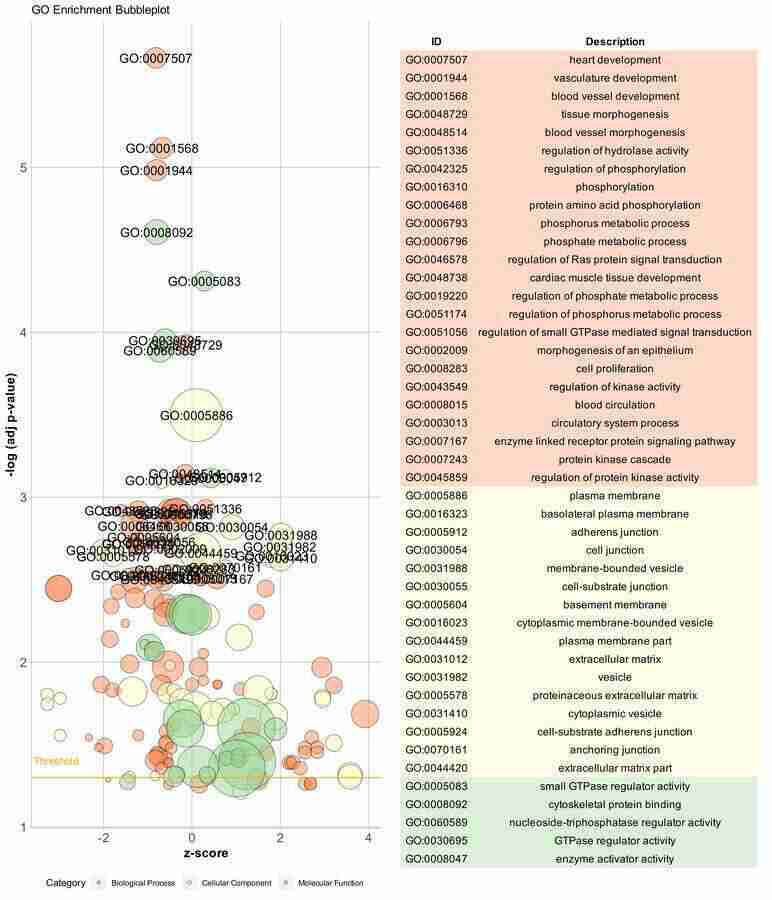 GO Enrichment Bubbleplot
GO:0007507
GO:0001568
GO:0001944
GO:0008092
GO:0005083
GO:0030695
GO:0060589
GO:0005886
GO:0051336
GO:0030054
GO:0031988
GO:0031982
GO:0044459
GO:0005578
GO:0070161
5
4
3
2
1
-log (adj p-value)
Threshold
-2
0
2
4
z-score
Category
Biological Process
Cellular Component
Molecular Function
ID Description
GO:0007507 heart development
GO:0001944 vasculature development
GO:0001568 blood vessel development
GO:0048729 tissue morphogenesis
GO:0048514 blood vessel morphogenesis
GO:0051336 regulation of hydrolase activity
GO:0042325 regulation of phosphorylation
GO:0016310 phosphorylation
GO:0006468 protein amino acid phosphorylation
GO:0006793 phosphorus metabolic process
GO:0006796 phosphate metabolic process
GO:0046578 regulation of Ras protein signal transduction
GO:0048738 cardiac muscle tissue development
GO:0019220 regulation of phosphate metabolic process
GO:0051174 regulation of phosphorus metabolic process
GO:0051056 regulation of small GTPase mediated signal transduction
GO:0002009 morphogenesis of an epithelium
GO:0008283 cell proliferation
GO:0043549 regulation of kinase activity
GO:0008015 blood circulation
GO:0003013 circulatory system process
GO:0007167 enzyme linked receptor protein signaling pathway
GO:0007243 protein kinase cascade
GO:0045859 regulation of protein kinase activity
GO:0005886 plasma membrane
GO:0016323 basolateral plasma membrane
GO:0005912 adherens junction
GO:0030054 cell junction
GO:0031988 membrane-bounded vesicle
GO:0030055 cell-substrate junction
GO:0005604 basement membrane
GO:0016023 cytoplasmic membrane-bounded vesicle
GO:0044459 plasma membrane part
GO:0031012 extracellular matrix
GO:0031982 vesicle
GO:0005578 proteinaceous extracellular matrix
GO:0031410 cytoplasmic vesicle
GO:0005924 cell-substrate adherens junction
GO:0070161 anchoring junction
GO:0044420 extracellular matrix part
GO:0005083 small GTPase regulator activity
GO:0008092 cytoskeletal protein binding
GO:0060589 nucleoside-triphosphatase regulator activity
GO:0030695 GTPase regulator activity
GO:0008047 enzyme activator activity